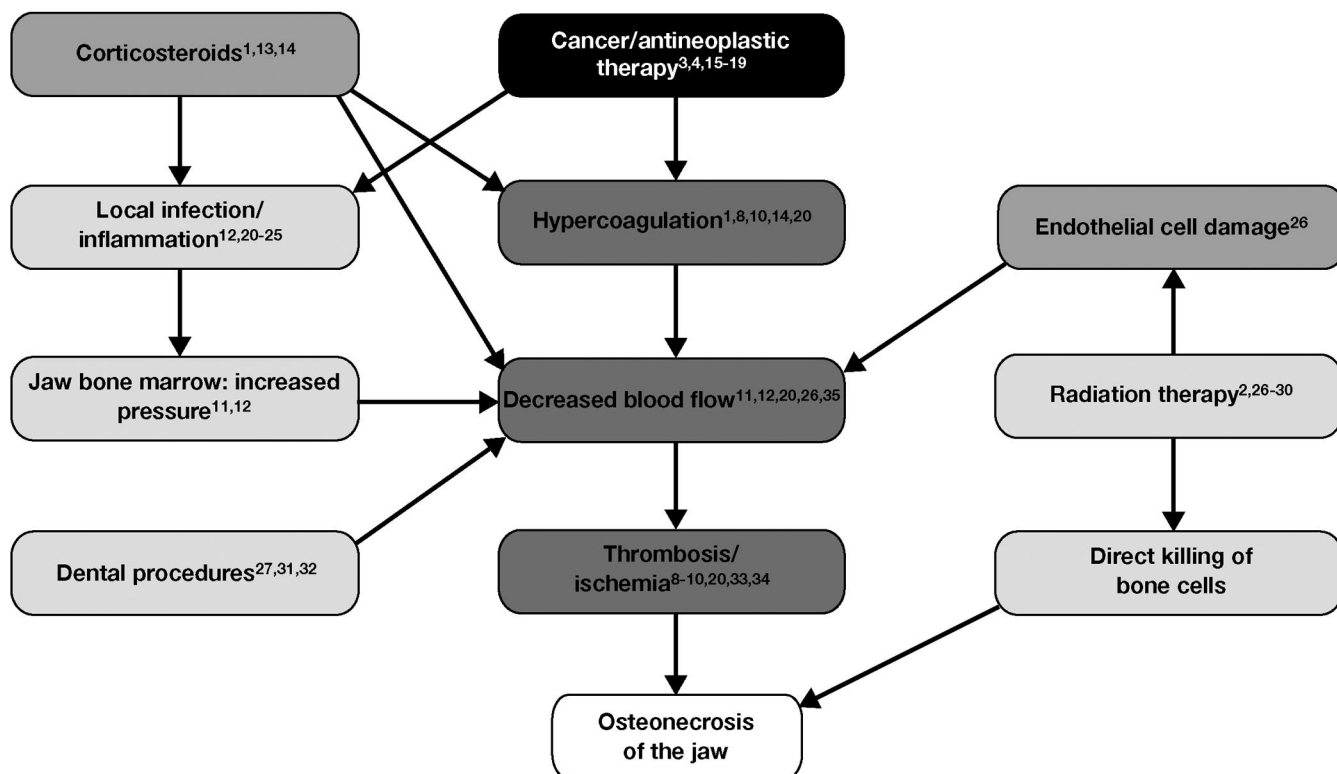 Corticosteroids1,13,14
Cancer/antineoplastic
therapy3,4,15-19
Local infection/
inflammation12,20-25
Hypercoagulation1,8,10,14,20
Endothelial cell damage26
Jaw bone marrow: increased
pressure11,12
Decreased blood flow11,12,20,26,35
Radiation therapy2,26-30
Dental procedures27,31,32
Thrombosis/
ischemia8-10,20,33,34
Direct killing of
bone cells
Osteonecrosis
of the jaw